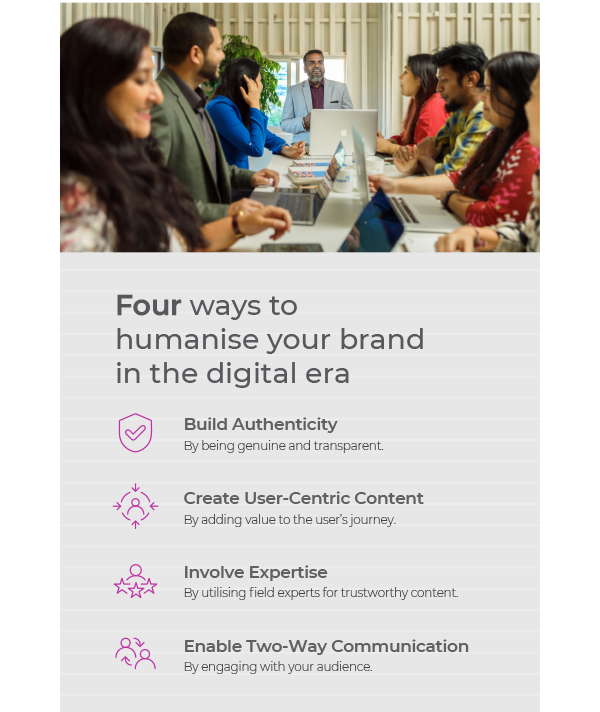 Four ways to
humanise your brand
in the digital era
Build Authenticity
By being genuine and transparent.
Create User-Centric Content
By adding value to the user's journey.
Involve Expertise
By utilising field experts for trustworthy content.
Enable Two-Way Communication
By engaging with your audience.